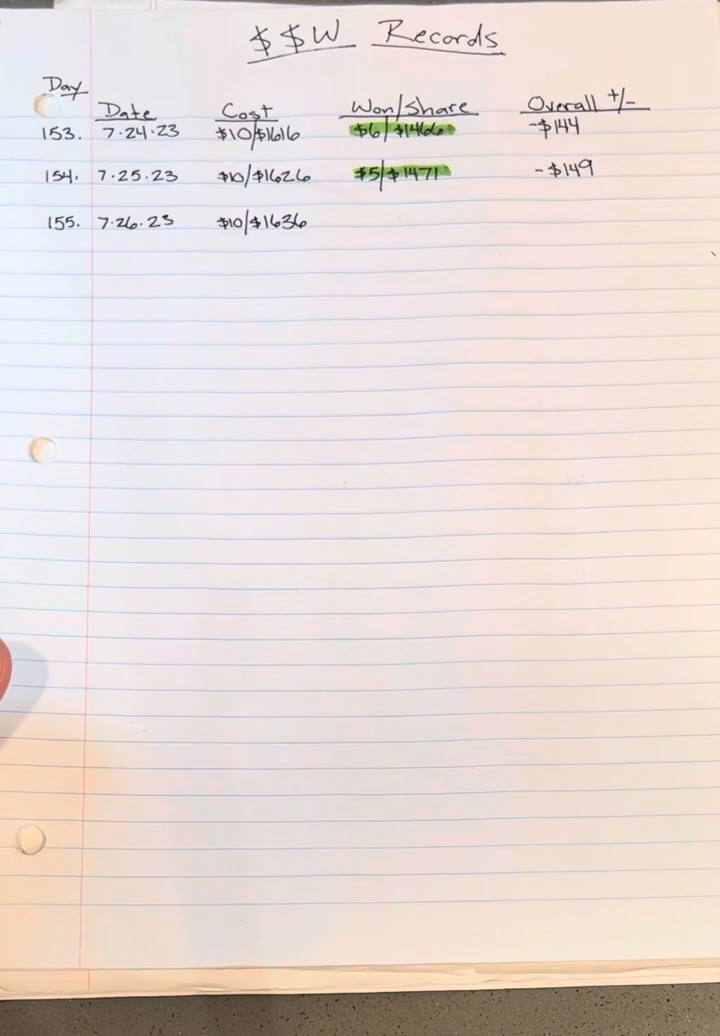 $$W Records
Day Date Cost Won/Share Overall +/-
153. 7.24.23 $10/$1616 $6/$1466 -$144
154. 7.25.23 $10/$1626 $5/$1471 -$149
155. 7.26.23 $10/$1636